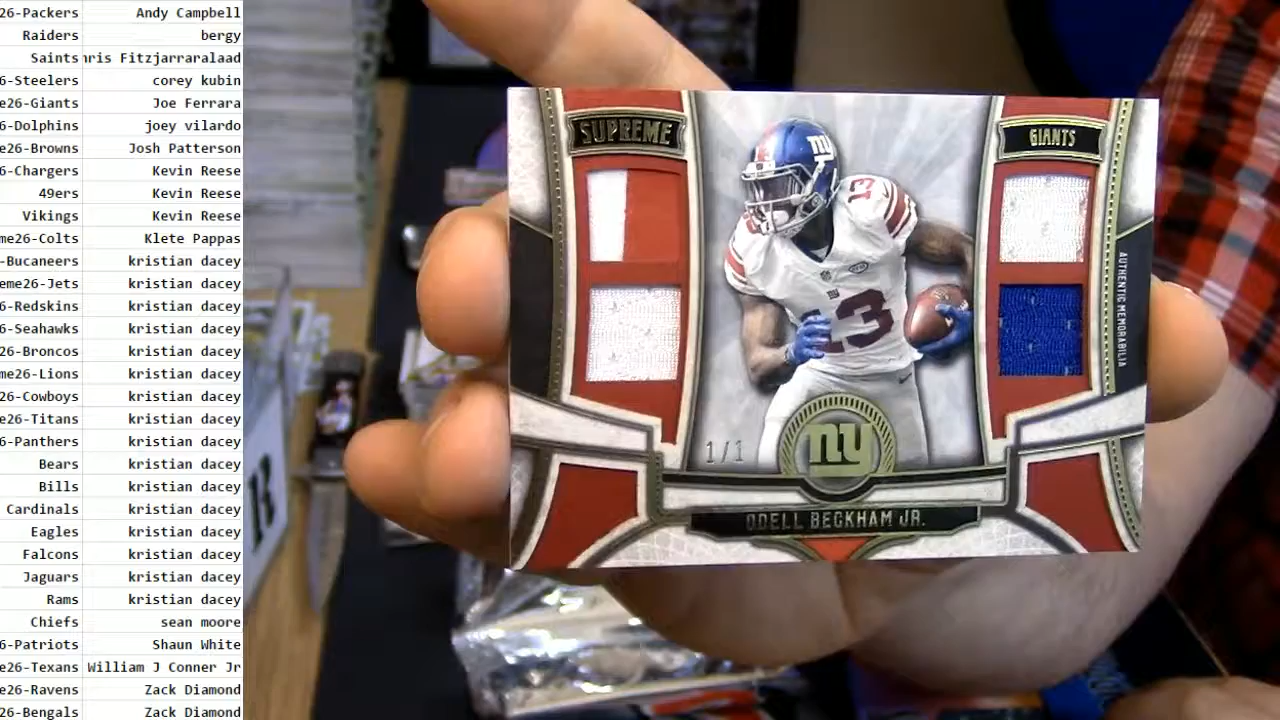 26-Packers Andy Campbell
Raiders bergy
Saints hris Fitzjarraralaad
6-Steelers corey kubin
e26-Giants Joe Ferrara
6-Dolphins joey vilardo
e26-Browns Josh Patterson
6-Chargers Kevin Reese
49ers Kevin Reese
Vikings Kevin Reese
me26-Colts Klete Pappas
-Bucaneers kristian dacey
eme26-Jets kristian dacey
6-Redskins kristian dacey
6-Seahawks kristian dacey
26-Broncos kristian dacey
me26-Lions kristian dacey
26-Cowboys kristian dacey
e26-Titans kristian dacey
6-Panthers kristian dacey
Bears kristian dacey
Bills kristian dacey
Cardinals kristian dacey
Eagles kristian dacey
Falcons kristian dacey
Jaguars kristian dacey
Rams kristian dacey
Chiefs sean moore
6-Patriots Shaun White
e26-Texans William J Conner Jr
e26-Ravens Zack Diamond
26-Bengals Zack Diamond
SUPREME
GIANTS
ny
13
13
AUTHENTIC MEMORABILIA
1/1
ny
ODELL BECKHAM JR.